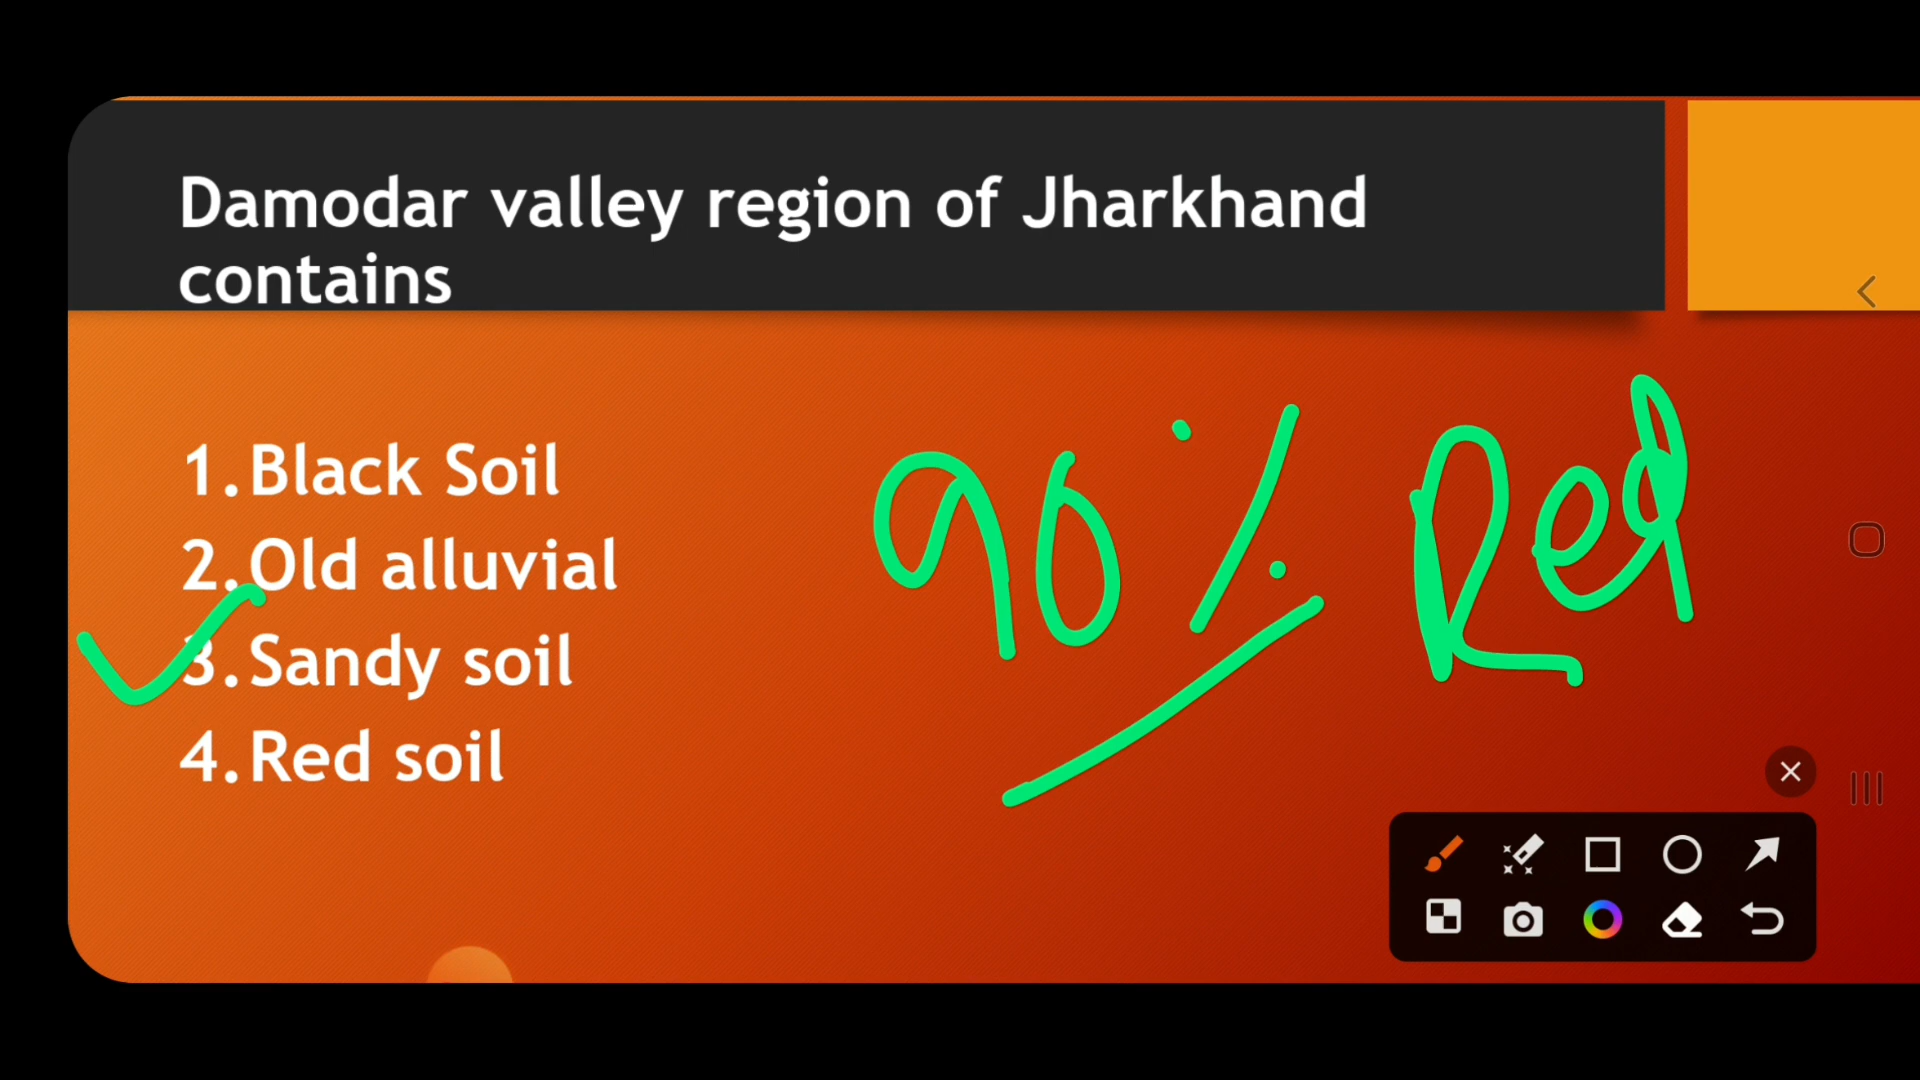 Damodar valley region of Jharkhand
contains
1.Black Soil
2.Old alluvial
3.Sandy soil
4.Red soil
90% Red